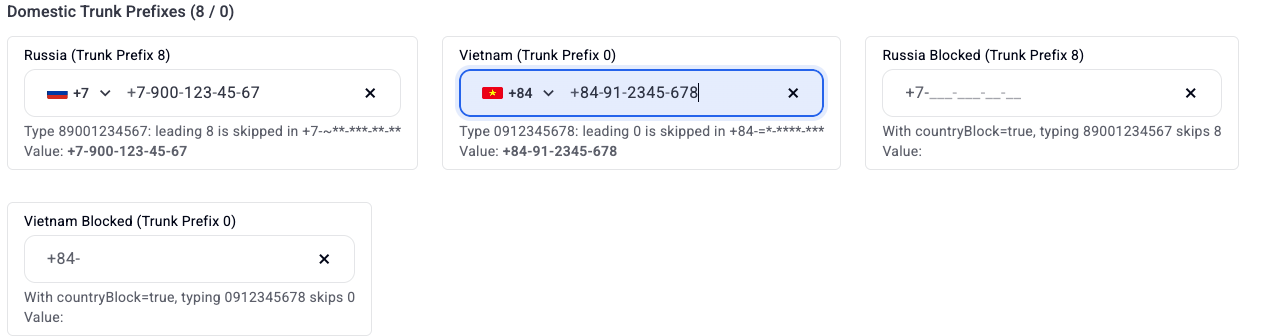 Domestic Trunk Prefixes (8 / 0)
Russia (Trunk Prefix 8)
+7 +7-900-123-45-67
Type 89001234567: leading 8 is skipped in +7-~**-***-**-**
Value: +7-900-123-45-67
Vietnam (Trunk Prefix 0)
+84 +84-91-2345-678
Type 0912345678: leading 0 is skipped in +84-=*-****-***
Value: +84-91-2345-678
Russia Blocked (Trunk Prefix 8)
+7-___-___-__-__
With countryBlock=true, typing 89001234567 skips 8
Value:
Vietnam Blocked (Trunk Prefix 0)
+84-
With countryBlock=true, typing 0912345678 skips 0
Value: